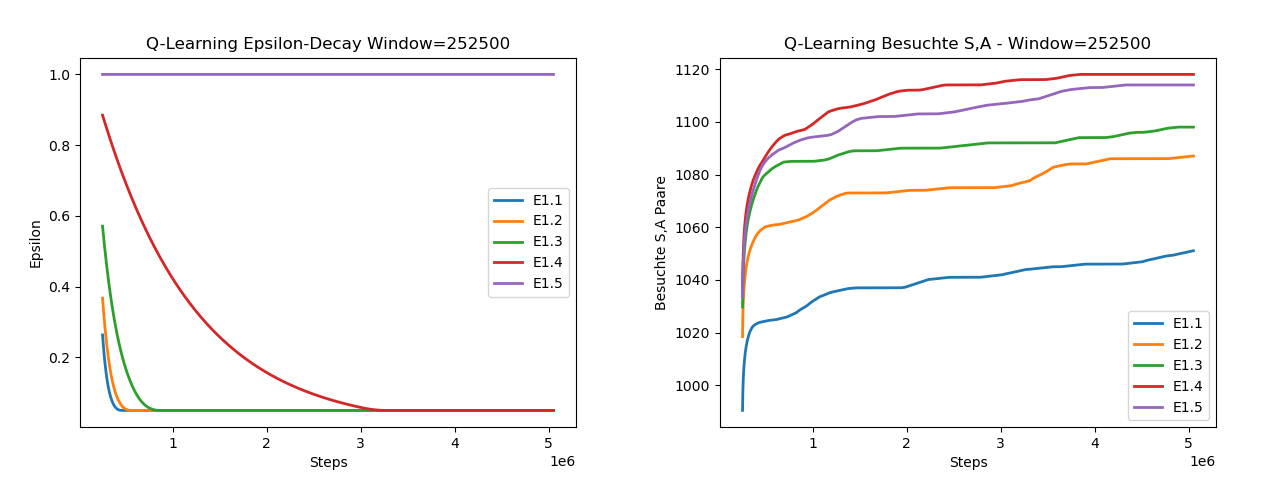 Q-Learning Epsilon-Decay Window=252500
Epsilon
1.0
0.8
0.6
0.4
0.2
1
2
3
4
5
1e6
Steps
E1.1
E1.2
E1.3
E1.4
E1.5
Q-Learning Besuchte S,A - Window=252500
Besuchte S,A Paare
1120
1100
1080
1060
1040
1020
1000
1
2
3
4
5
1e6
Steps
E1.1
E1.2
E1.3
E1.4
E1.5